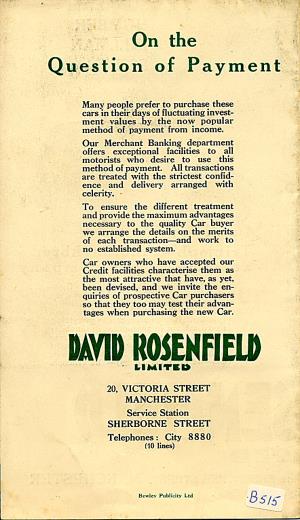 On the
Question of Payment
Many people prefer to purchase these
cars in their days of fluctuating invest-
ment values by the now popular
method of payment from income.
Our Merchant Banking department
offers exceptional facilities to all
motorists who desire to use this
method of payment. All transactions
are treated with the strictest confid-
ence and delivery arranged with
celerity.
To ensure the different treatment
and provide the maximum advantages
necessary to the quality Car buyer
we arrange the details on the merits
of each transaction—and work to
no established system.
Car owners who have accepted our
Credit facilities characterise them as
the most attractive that have, as yet,
been devised, and we invite the en-
quiries of prospective Car purchasers
so that they too may test their advan-
tages when purchasing the new Car.
DAVID ROSENFIELD
LIMITED
20, VICTORIA STREET
MANCHESTER
Service Station
SHERBORNE STREET
Telephones: City 8880
(10 lines)
Bewley Publicity Ltd
B515